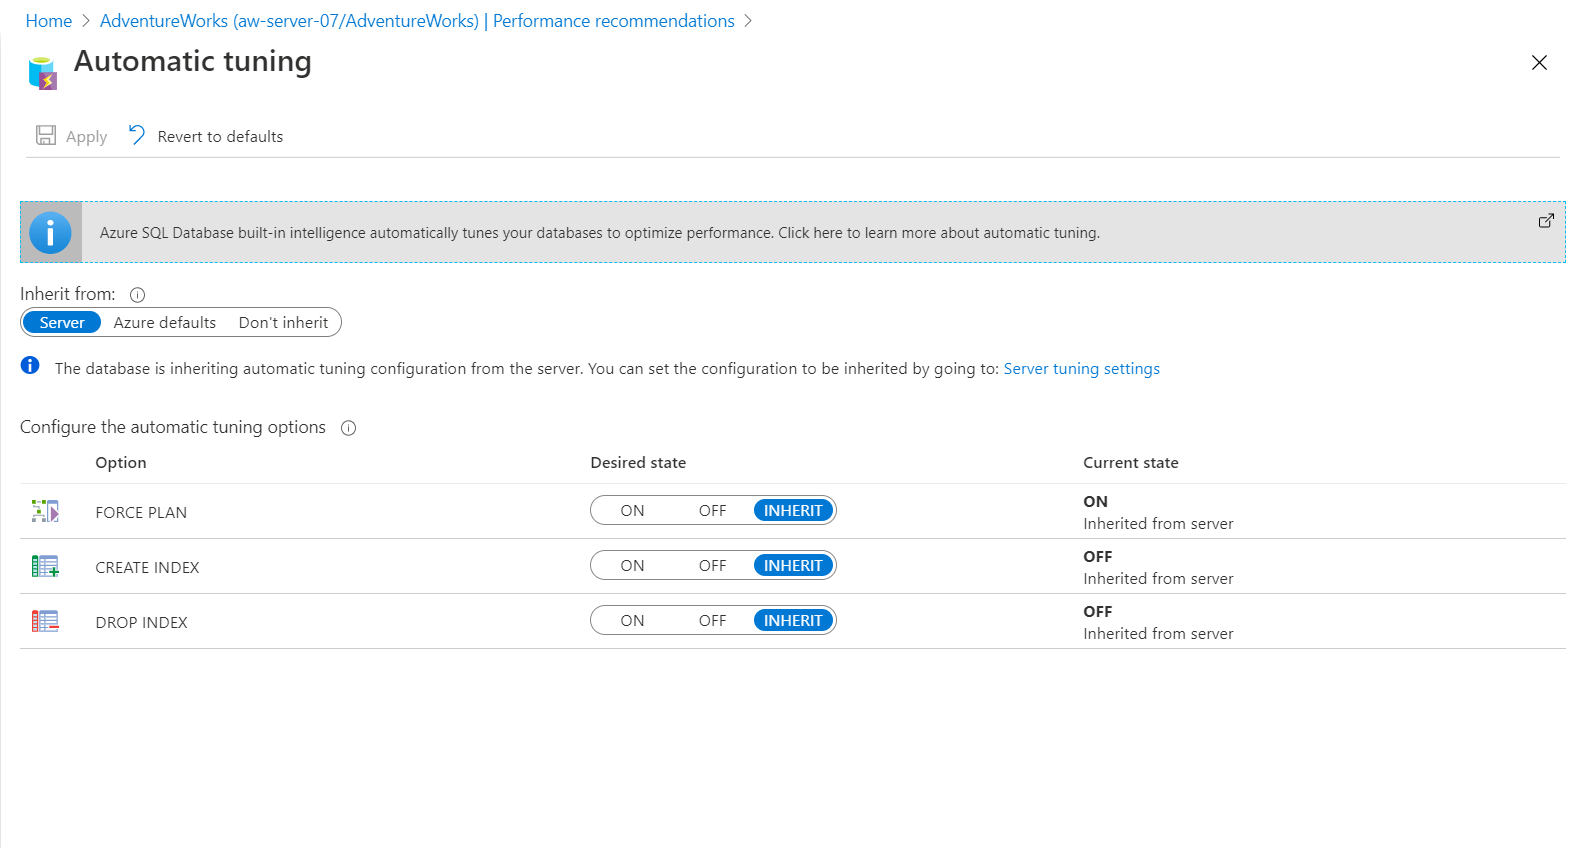 Home > AdventureWorks (aw-server-07/AdventureWorks) | Performance recommendations >
Automatic tuning
Apply Revert to defaults
Azure SQL Database built-in intelligence automatically tunes your databases to optimize performance. Click here to learn more about automatic tuning.
Inherit from:
Server Azure defaults Don't inherit
The database is inheriting automatic tuning configuration from the server. You can set the configuration to be inherited by going to: Server tuning settings
Configure the automatic tuning options
Option Desired state Current state
FORCE PLAN ON OFF INHERIT ON
Inherited from server
CREATE INDEX ON OFF INHERIT OFF
Inherited from server
DROP INDEX ON OFF INHERIT OFF
Inherited from server